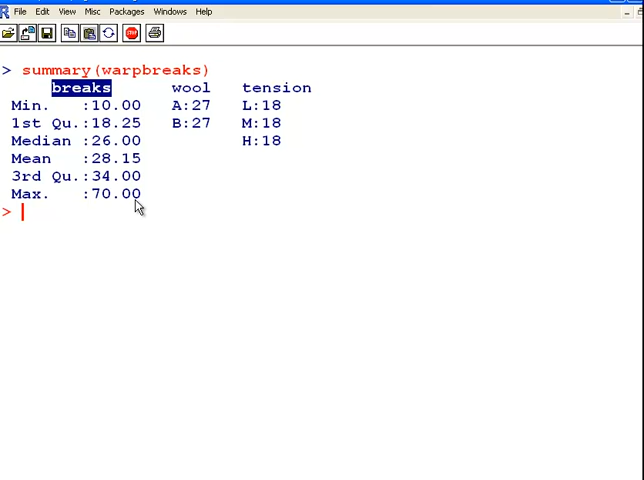 File Edit View Misc Packages Windows Help
STOP
> summary(warpbreaks)
breaks wool tension
Min. :10.00 A:27 L:18
1st Qu.:18.25 B:27 M:18
Median :26.00 H:18
Mean :28.15
3rd Qu.:34.00
Max. :70.00
>